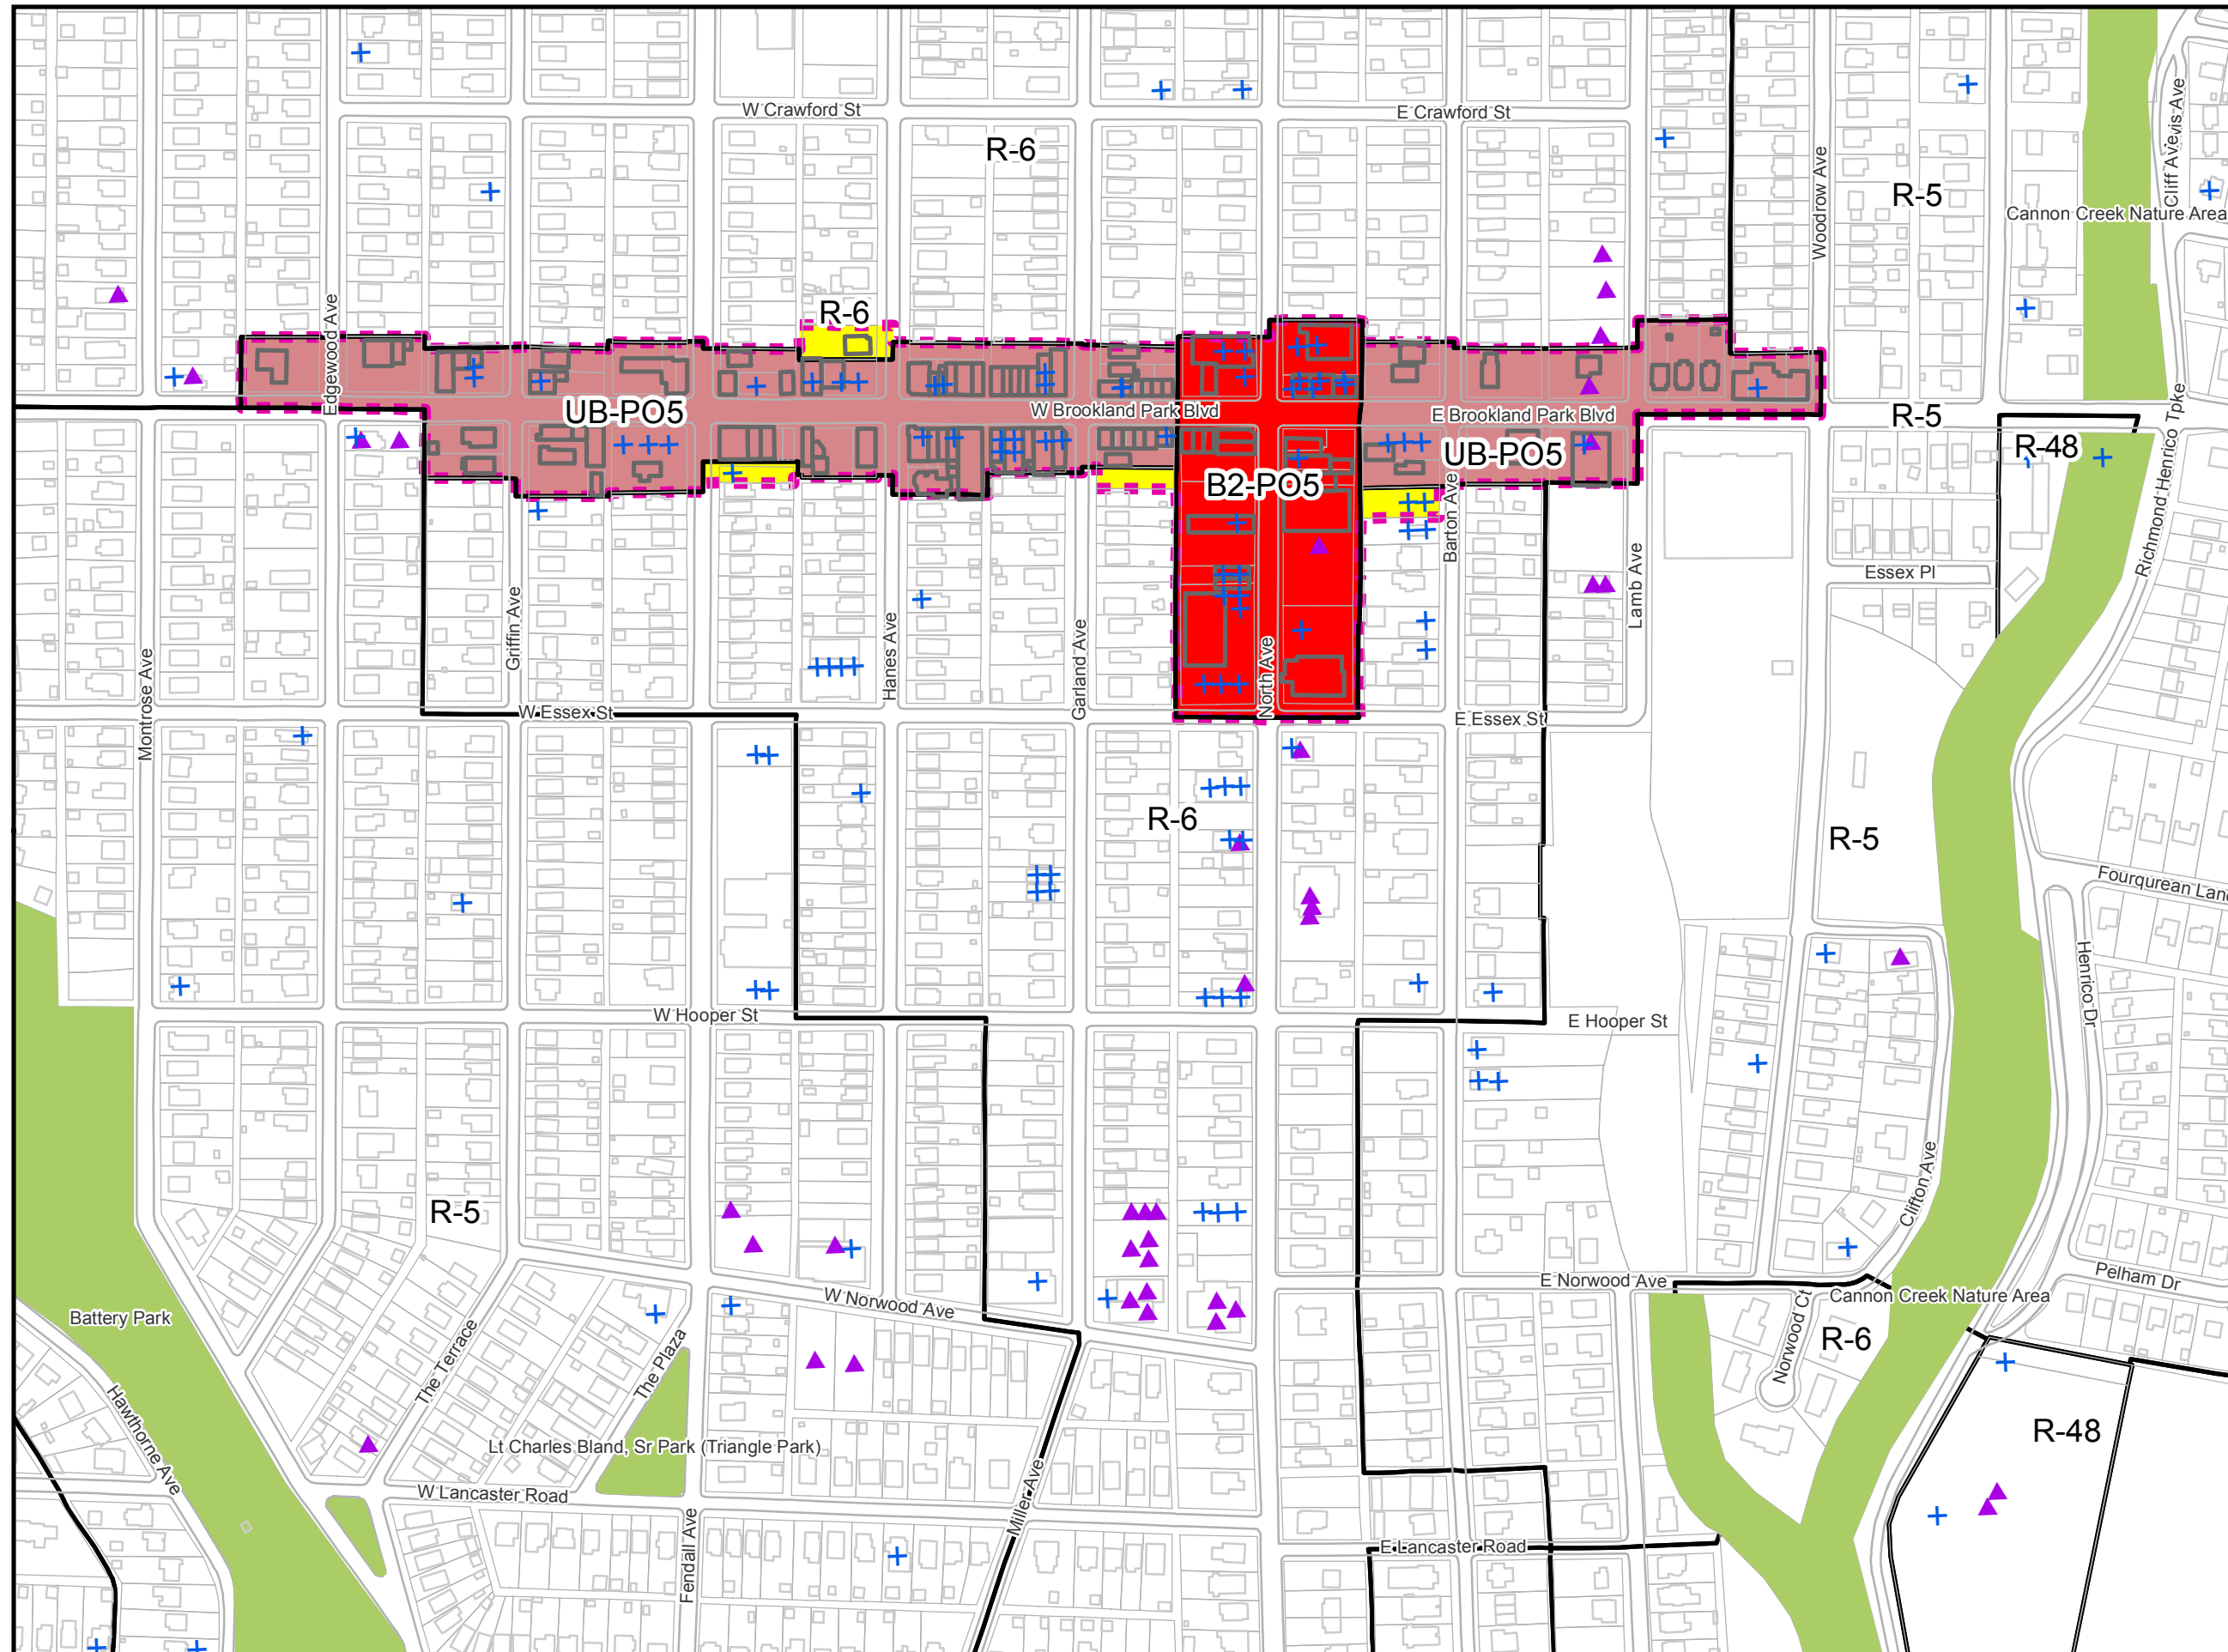 W Crawford St
E Crawford St
R-6
Woodrow Ave
R-5
Cliff Ave
Cannon Creek Nature Area
Edgewood Ave
R-6
UB-PO5
W Brookland Park Blvd
E Brookland Park Blvd
R-5
R-48
UB-PO5
B2-PO5
Barton Ave
Richmond Henrico Tpke
Essex Pl
Lamb Ave
Griffin Ave
Hanes Ave
Garland Ave
North Ave
Montrose Ave
W Essex St
E Essex St
R-6
R-5
Fourqurean Lan
Henrico Dr
W Hooper St
E Hooper St
R-5
Clifton Ave
Pelham Dr
E Norwood Ave
Cannon Creek Nature Area
W Norwood Ave
Battery Park
Norwood Ct
R-6
The Terrace
The Plaza
Hawthorne Ave
R-48
Lt Charles Bland, Sr Park (Triangle Park)
W Lancaster Road
Miller Ave
Fendall Ave
E Lancaster Road